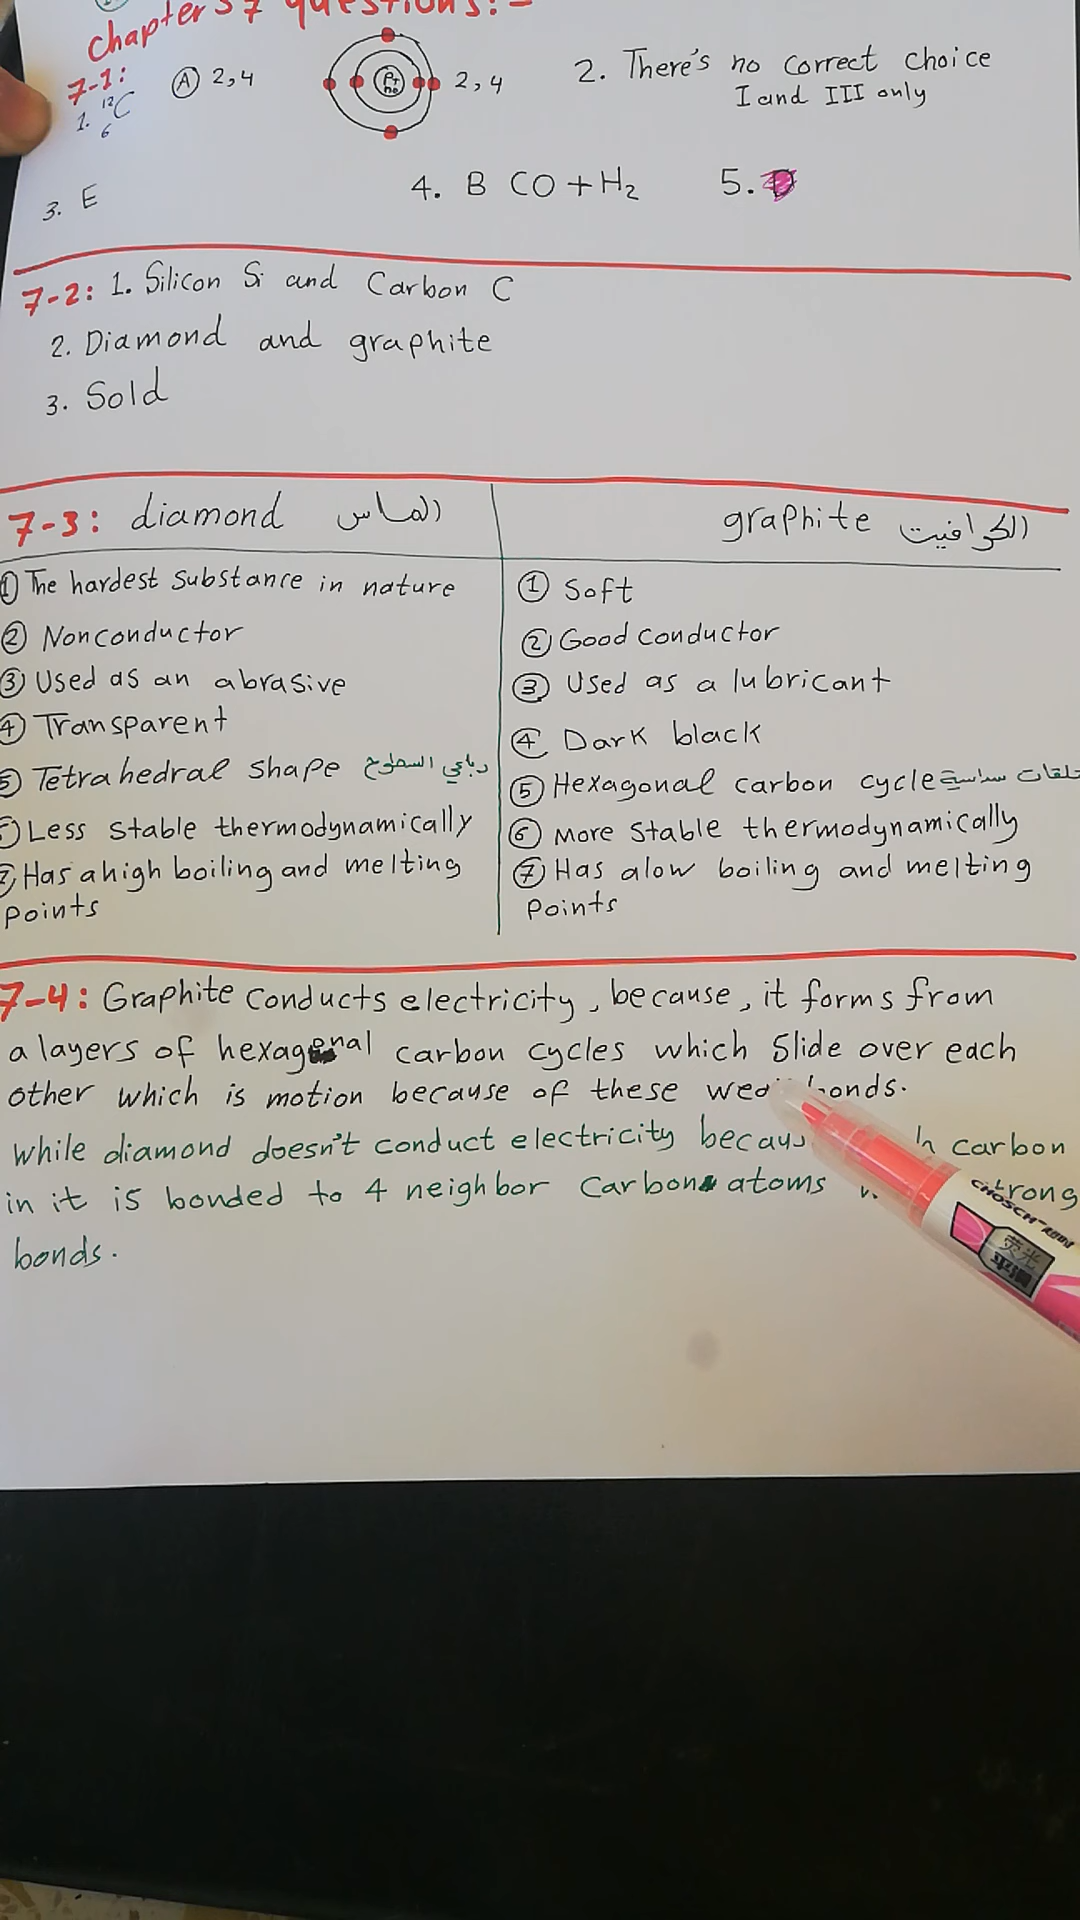 chapter's 7 questions:-
7-1:
1. ¹²₆C Ⓐ 2,4
2,4
2. There's no correct choice
I and III only
3. E
4. B CO + H₂
5. D
7-2: 1. Silicon Si and Carbon C
2. Diamond and graphite
3. Sold
7-3: diamond الماس
graphite الكرافيت
① The hardest substance in nature
② Nonconductor
③ Used as an abrasive
④ Transparent
⑤ Tetrahedral shape رباعي السطوح
Less stable thermodynamically
Has a high boiling and melting
points
① Soft
② Good conductor
③ Used as a lubricant
④ Dark black
⑤ Hexagonal carbon cycle حلقات سداسية
⑥ More stable thermodynamically
⑦ Has a low boiling and melting
points
7-4: Graphite conducts electricity, because, it forms from
a layers of hexagonal carbon cycles which slide over each
other which is motion because of these bonds.
while diamond doesn't conduct electricity carbon
in it is bonded to 4 neighbor carbon atoms
bonds.
CHOSCH
荧光